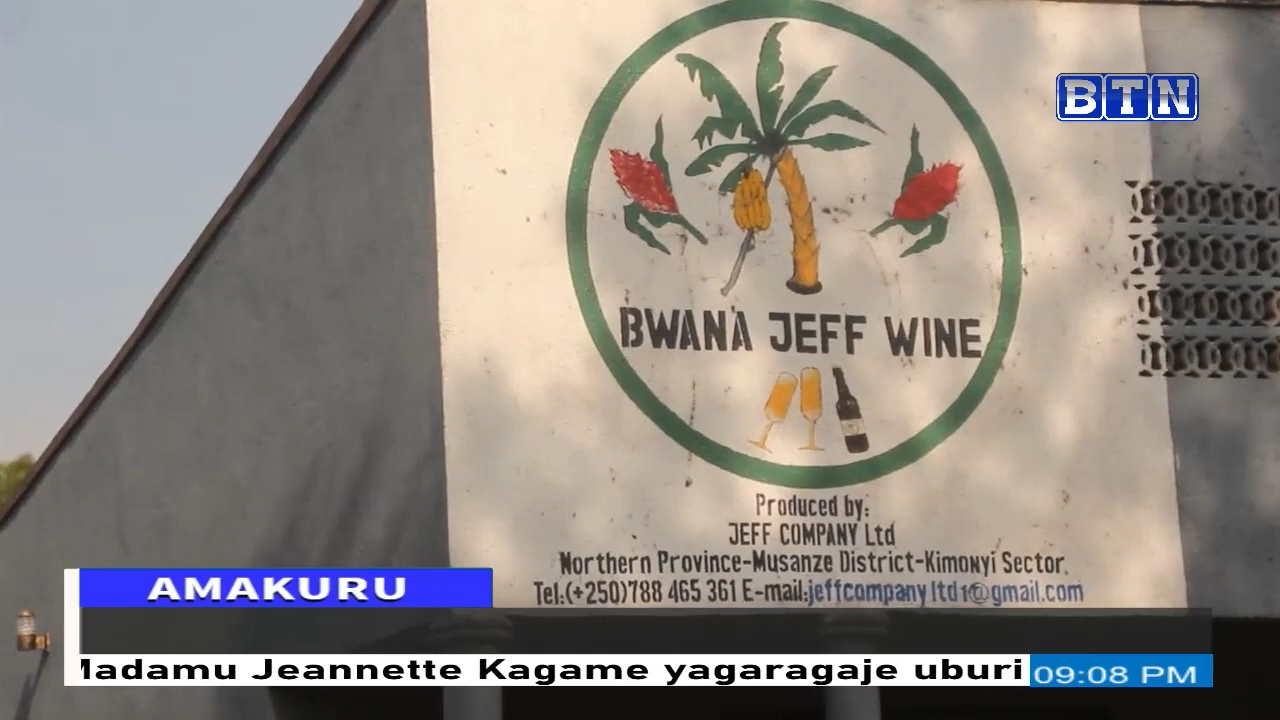 BTN
BWANA JEFF WINE
Produced by:
JEFF COMPANY Ltd
Northern Province-Musanze District-Kimonyi Sector.
Tel:(+250)788 465 361 E-mail:jeffcompanyltd1@gmail.com
AMAKURU
Madamu Jeannette Kagame yagaragaje uburi
09:08 PM